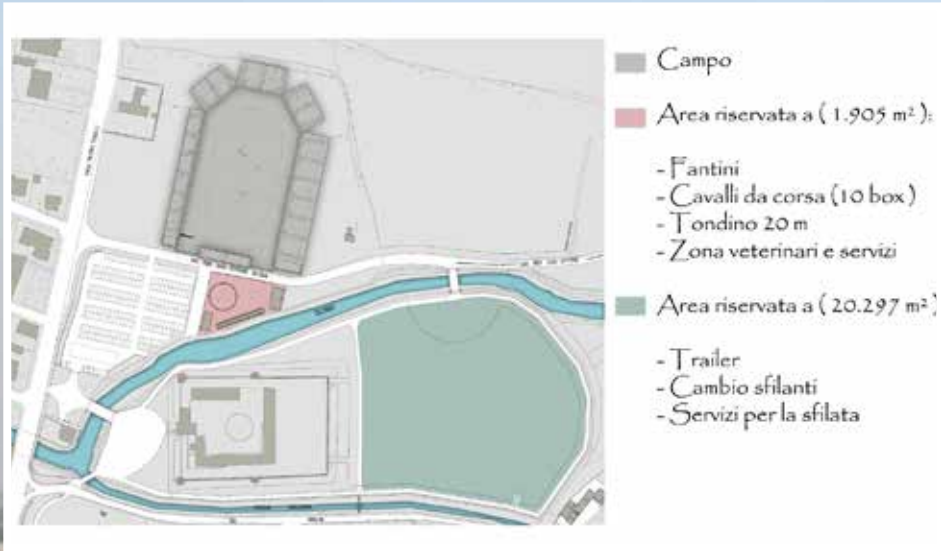 Campo
Area riservata a ( 1.905 m² ):
- Fantini
- Cavalli da corsa (10 box)
- Tondino 20 m
- Zona veterinari e servizi
Area riservata a ( 20.297 m² )
- Trailer
- Cambio sfilanti
- Servizi per la sfilata